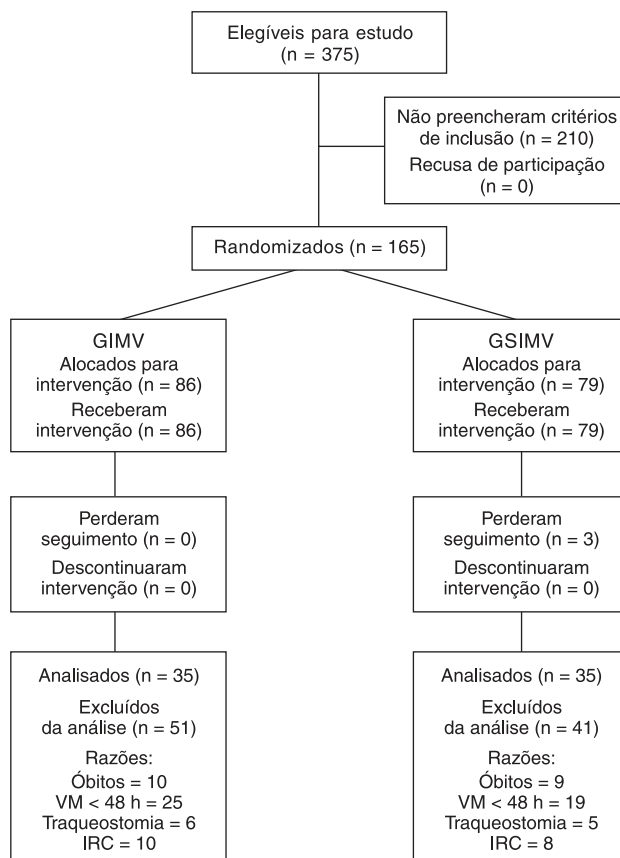 Elegíveis para estudo
(n = 375)
Não preencheram critérios
de inclusão (n = 210)
Recusa de participação
(n = 0)
Randomizados (n = 165)
GIMV
Alocados para
intervenção (n = 86)
Receberam
intervenção (n = 86)
GSIMV
Alocados para
intervenção (n = 79)
Receberam
intervenção (n = 79)
Perderam
seguimento (n = 0)
Descontinuaram
intervenção (n = 0)
Perderam
seguimento (n = 3)
Descontinuaram
intervenção (n = 0)
Analisados (n = 35)
Excluídos
da análise (n = 51)
Razões:
Óbitos = 10
VM < 48 h = 25
Traqueostomia = 6
IRC = 10
Analisados (n = 35)
Excluídos
da análise (n = 41)
Razões:
Óbitos = 9
VM < 48 h = 19
Traqueostomia = 5
IRC = 8